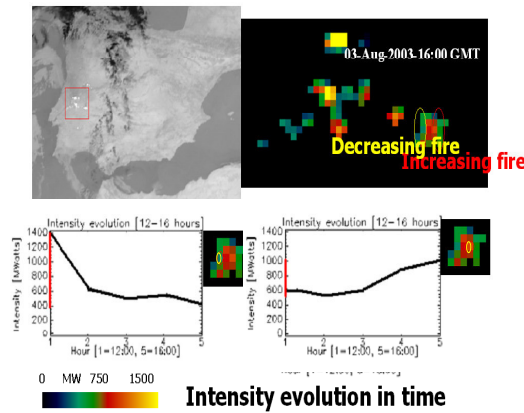 03-Aug-2003-16:00 GMT
Decreasing fire
Increasing fire
Intensity evolution [12-16 hours]
Intensity [MWatts]
1400
1200
1000
800
600
400
200
0
1 2 3 4 5
Hour [1=12:00, 5=16:00]
Intensity evolution [12-16 hours]
Intensity [MWatts]
1400
1200
1000
800
600
400
200
0
1 2 3 4 5
Hour [1=12:00, 5=16:00]
0 MW 750 1500
Intensity evolution in time